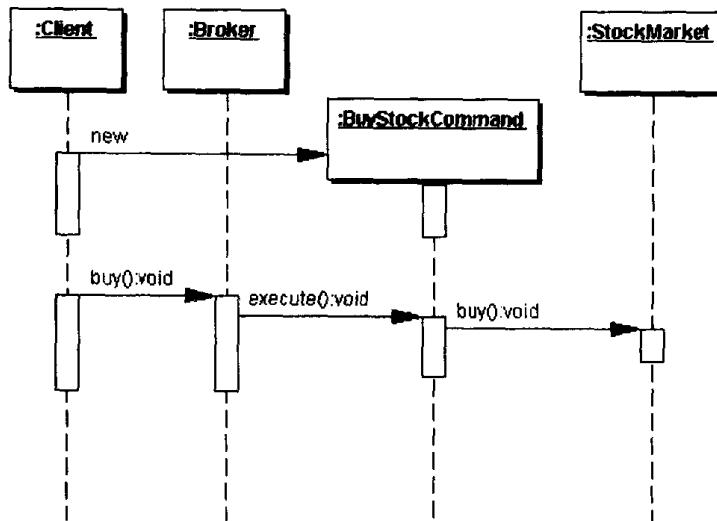 :Client
:Broker
:StockMarket
:BuyStockCommand
new
buy():void
execute():void
buy():void